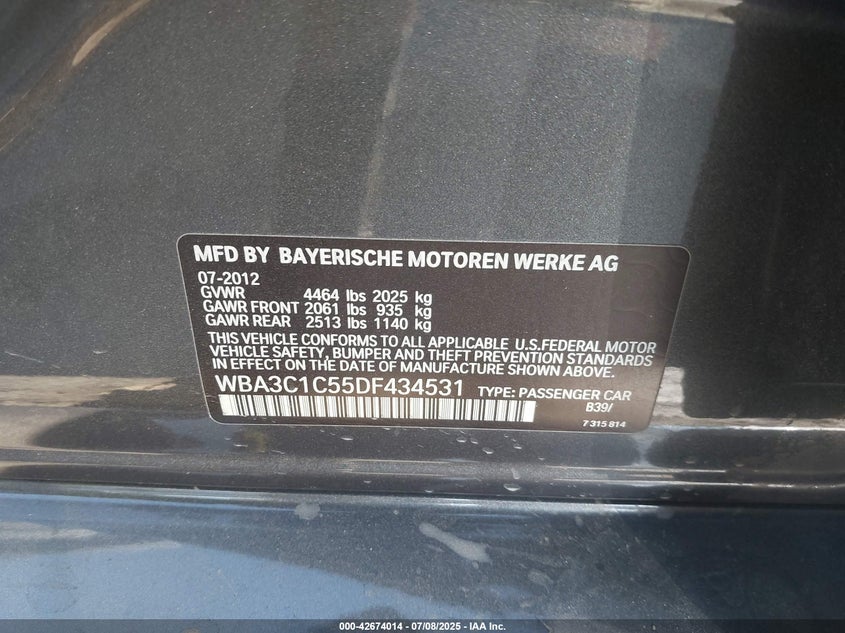 MFD BY BAYERISCHE MOTOREN WERKE AG
07-2012
GVWR 4464 lbs 2025 kg
GAWR FRONT 2061 lbs 935 kg
GAWR REAR 2513 lbs 1140 kg
THIS VEHICLE CONFORMS TO ALL APPLICABLE U.S.FEDERAL MOTOR
VEHICLE SAFETY, BUMPER AND THEFT PREVENTION STANDARDS
IN EFFECT ON THE DATE OF MANUFACTURE SHOWN ABOVE.
WBA3C1C55DF434531 TYPE: PASSENGER CAR
B39/
7 315 814
000-42674014 - 07/08/2025 - IAA Inc.